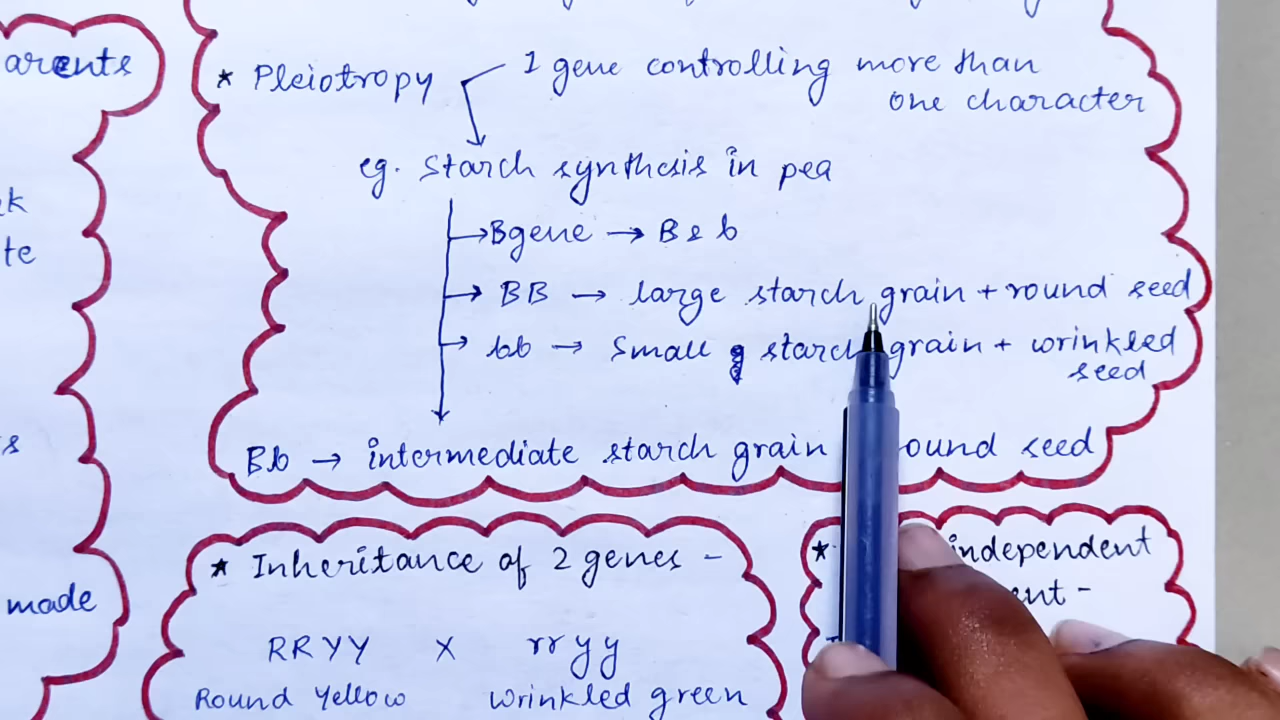 arents
k
te
s
made
* Pleiotropy 1 gene controlling more than
one character
eg. Starch synthesis in pea
→ B gene → B & b
→ BB → large starch grain + round seed
→ bb → Small starch grain + wrinkled
seed
Bb → intermediate starch grain ound seed
* Inheritance of 2 genes -
RRYY X rryy
Round Yellow Wrinkled green
* independent
ent -